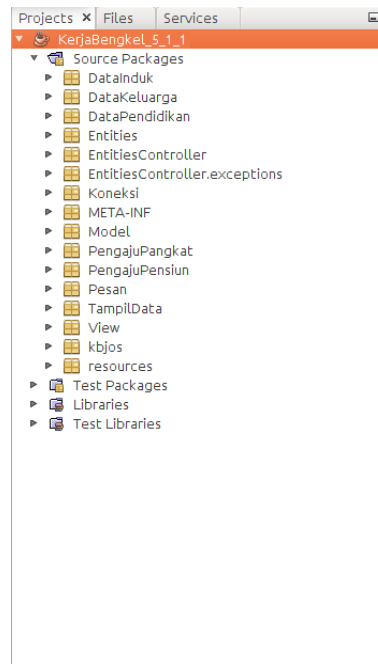 Projects Files Services
KerjaBengkel_5_1_1
Source Packages
DataInduk
DataKeluarga
DataPendidikan
Entities
EntitiesController
EntitiesController.exceptions
Koneksi
META-INF
Model
PengajuPangkat
PengajuPensiun
Pesan
TampilData
View
kbjos
resources
Test Packages
Libraries
Test Libraries